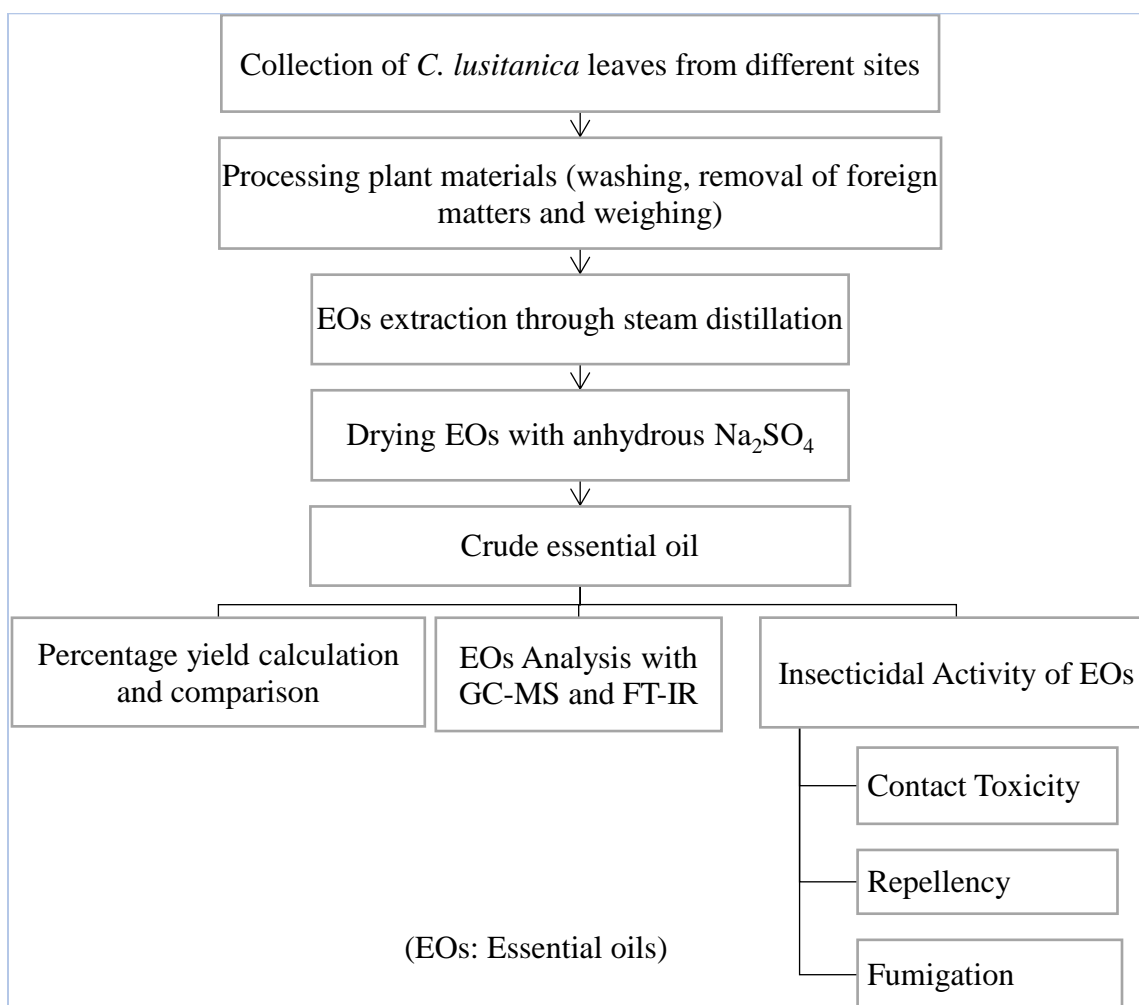 Collection of C. lusitanica leaves from different sites
Processing plant materials (washing, removal of foreign
matters and weighing)
EOs extraction through steam distillation
Drying EOs with anhydrous Na₂SO₄
Crude essential oil
Percentage yield calculation
and comparison
EOs Analysis with
GC-MS and FT-IR
Insecticidal Activity of EOs
Contact Toxicity
Repellency
Fumigation
(EOs: Essential oils)